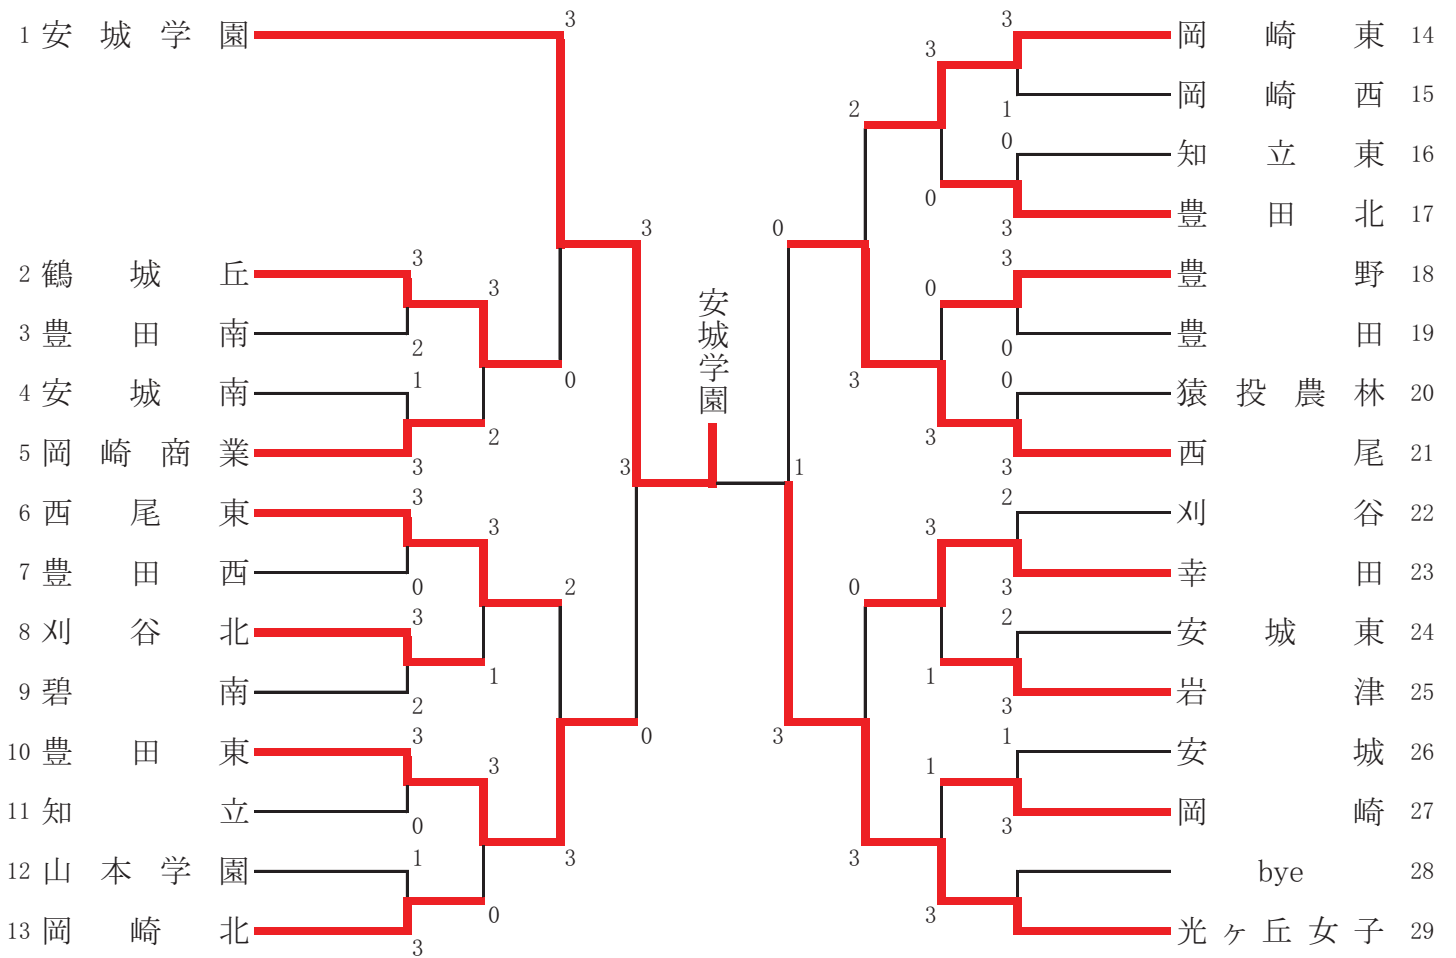 1 安城学園
2 鶴城丘
3 豊田南
4 安城南
5 岡崎商業
6 西尾東
7 豊田西
8 刈谷北
9 碧南
10 豊田東
11 知立
12 山本学園
13 岡崎北
3
3
2
1
3
3
0
3
2
3
0
1
3
3
2
3
1
3
0
0
2
3
3
0
3
安城学園
1
0
3
2
3
0
3
3
0
0
3
3
1
1
3
3
1
0
3
3
0
0
3
2
3
2
3
1
3
岡崎東 14
岡崎西 15
知立東 16
豊田北 17
豊野 18
豊田 19
猿投農林 20
西尾 21
刈谷 22
幸田 23
安城東 24
岩津 25
安城 26
岡崎 27
bye 28
光ヶ丘女子 29